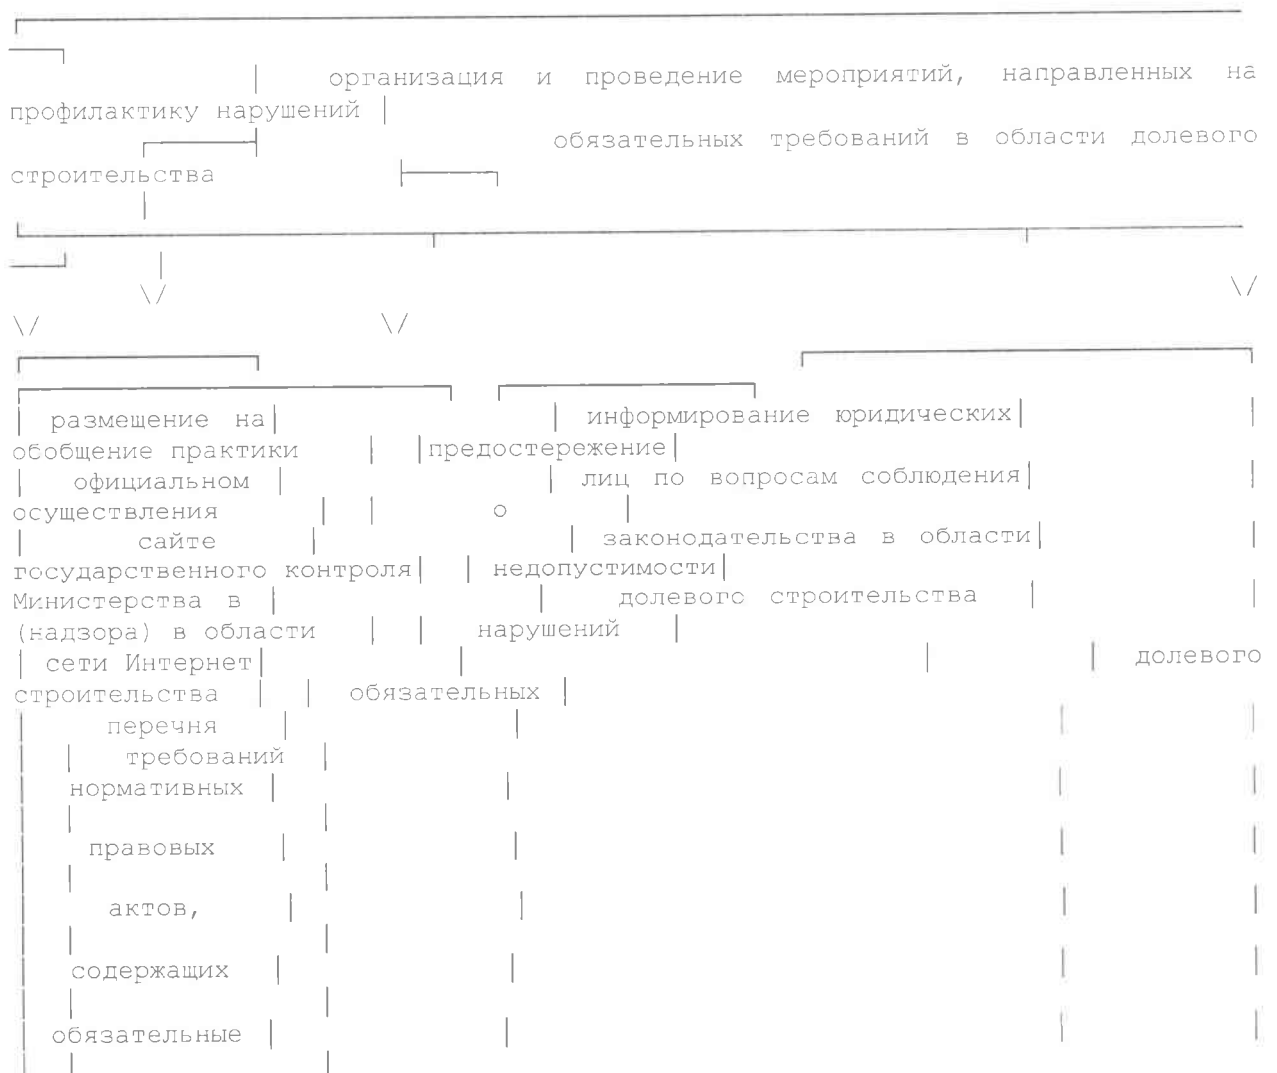 организация и проведение мероприятий, направленных на
профилактику нарушений
обязательных требований в области долевого
строительства
\/ \/
\/ \/
размещение на информирование юридических
обобщение практики предостережение
официальном лиц по вопросам соблюдения
осуществления о
сайте законодательства в области
государственного контроля недопустимости
Министерства в долевого строительства
(надзора) в области нарушений
сети Интернет долевого
строительства обязательных
перечня
требований
нормативных
правовых
актов,
содержащих
обязательные